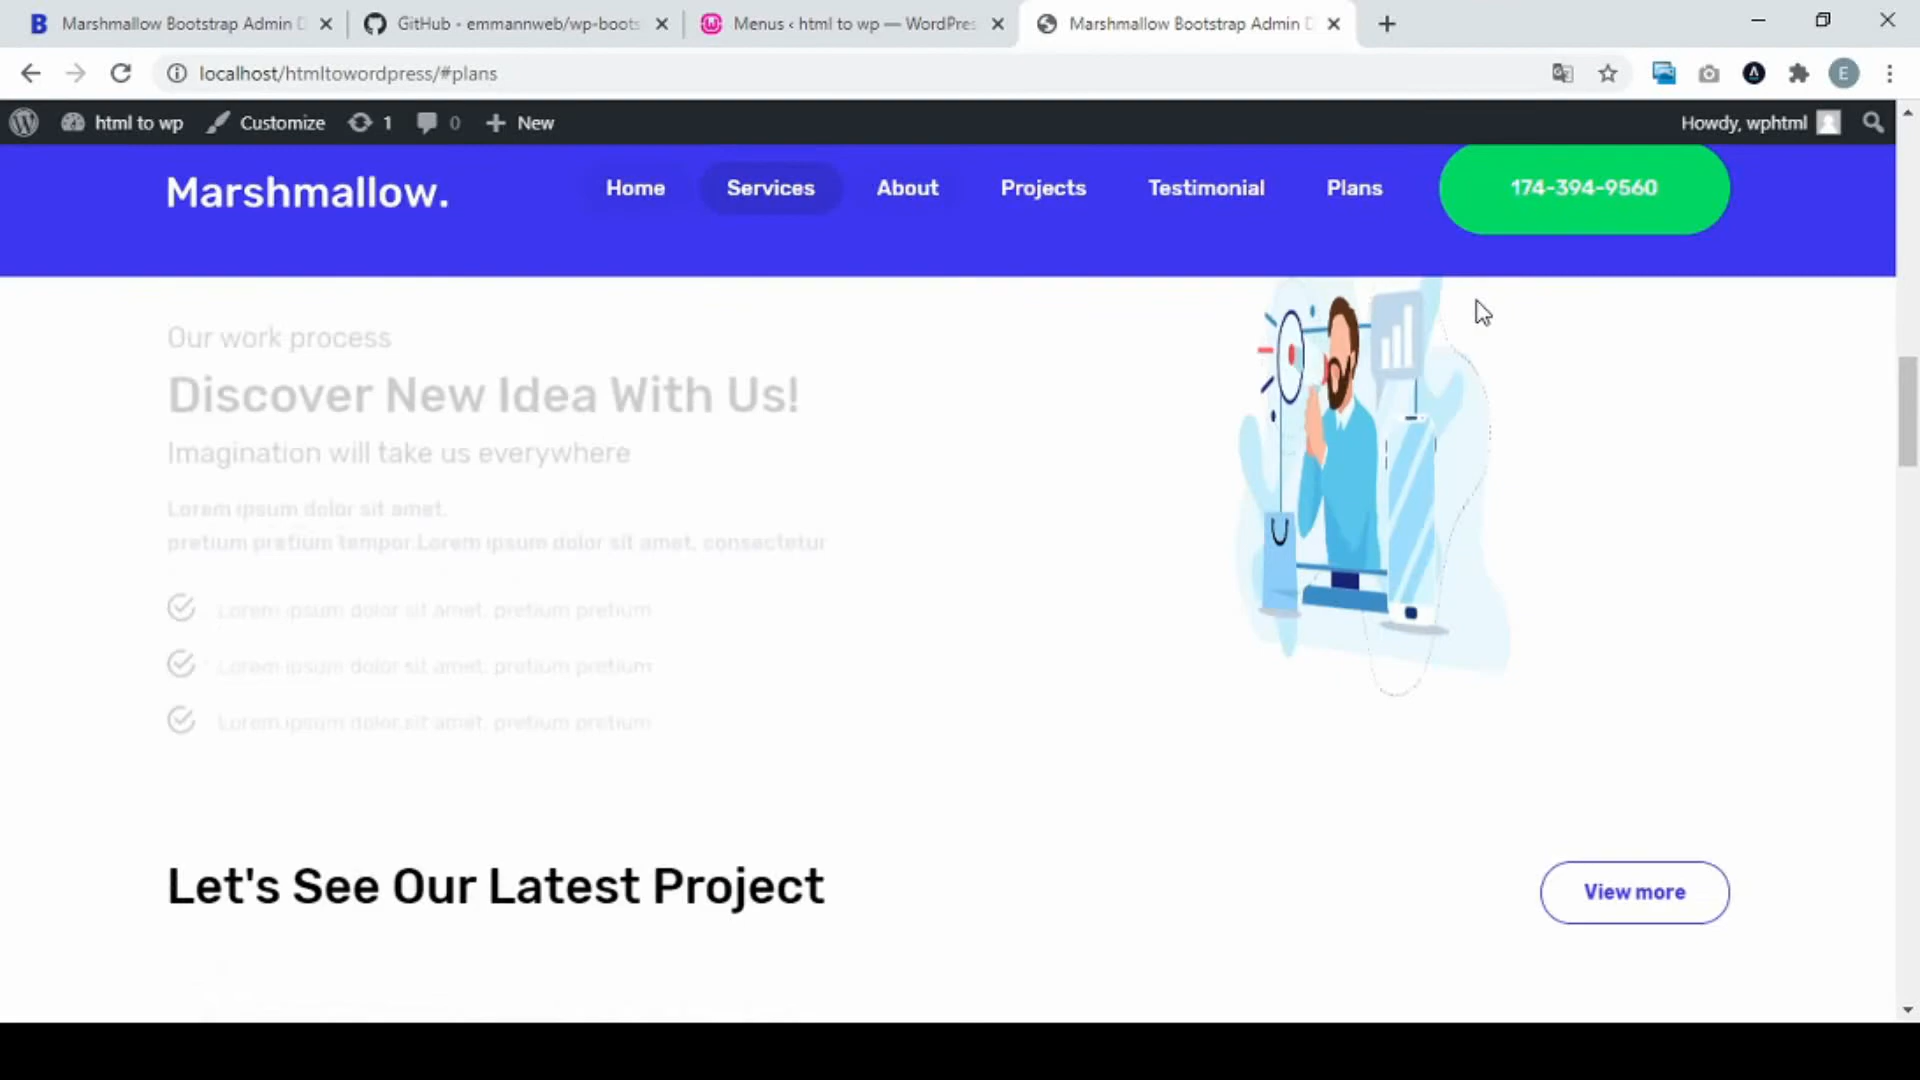 Marshmallow Bootstrap Admin D
GitHub - emmannweb/wp-boots
Menus ‹ html to wp — WordPres
Marshmallow Bootstrap Admin D
localhost/htmltowordpress/#plans
E
html to wp
Customize
1
0
New
Howdy, wphtml
Marshmallow.
Home
Services
About
Projects
Testimonial
Plans
174-394-9560
Our work process
Discover New Idea With Us!
Imagination will take us everywhere
Lorem ipsum dolor sit amet,
pretium pratium tempor.Lorem ipsum dolor sit amet, consectetur
Lorem ipsum dolor sit amet, pretium pretium
Lorem ipsum dolor sit amet, pretium pretium
Lorem ipsum dolor sit amet, pretium pretium
Let's See Our Latest Project
View more